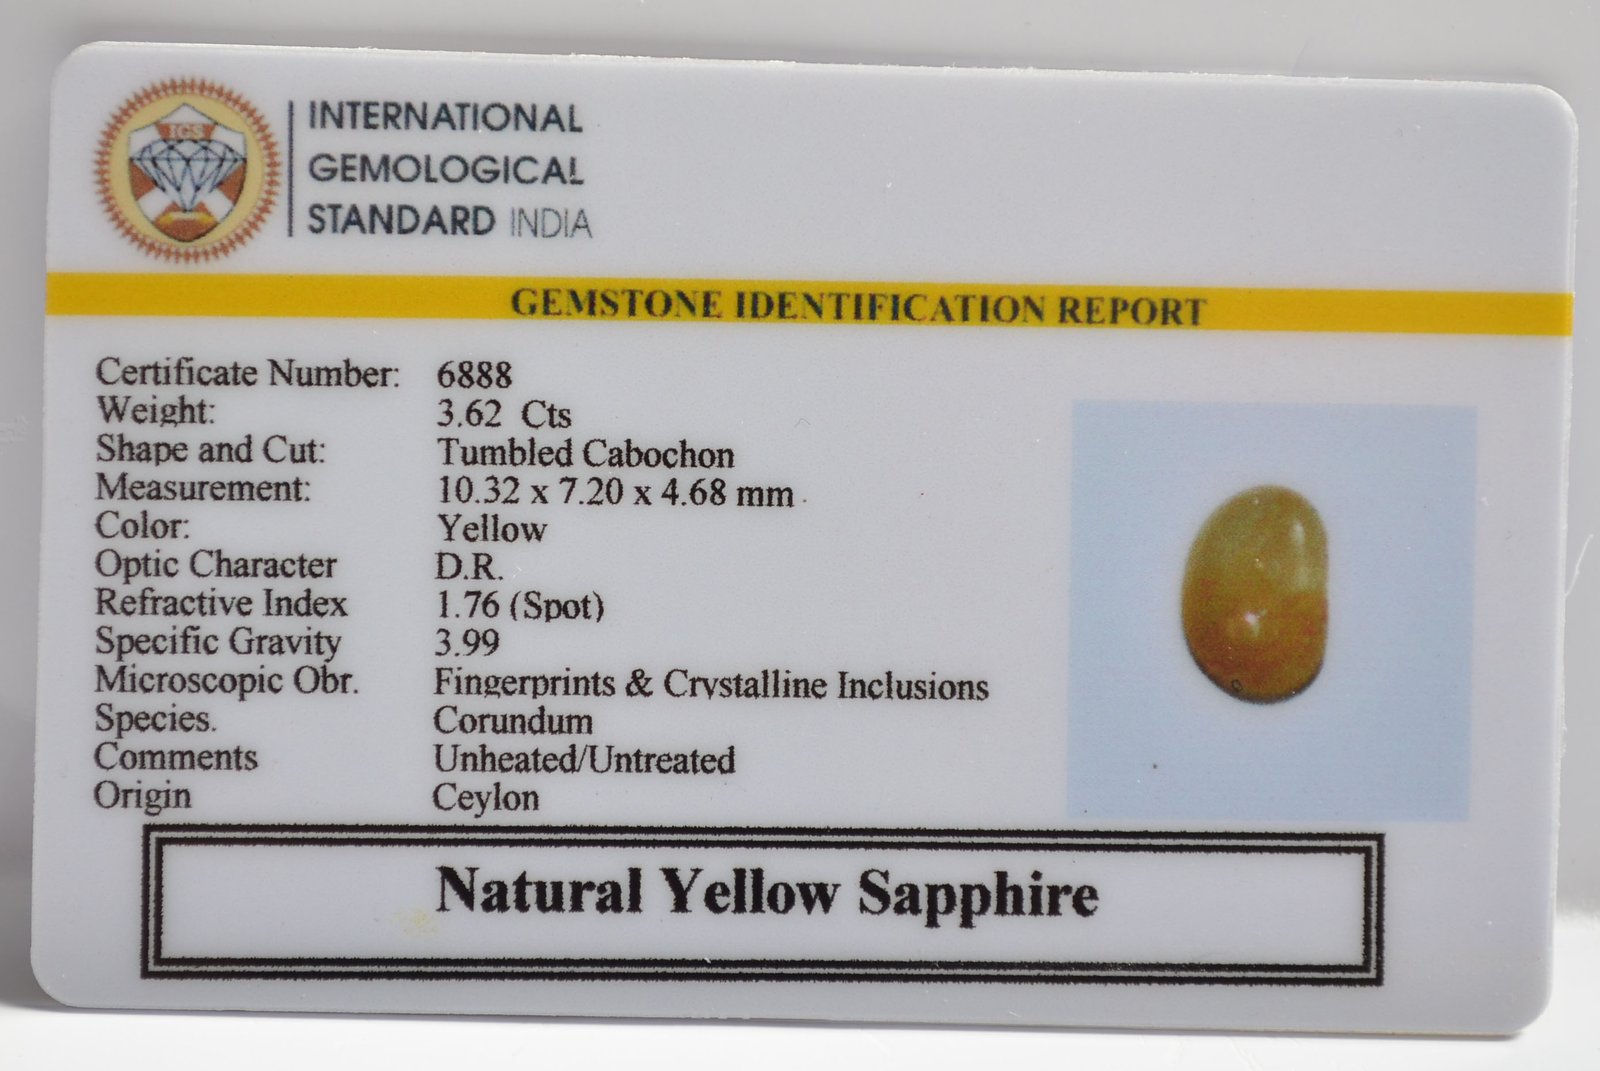 IGS
INTERNATIONAL
GEMOLOGICAL
STANDARD INDIA
GEMSTONE IDENTIFICATION REPORT
Certificate Number: 6888
Weight: 3.62 Cts
Shape and Cut: Tumbled Cabochon
Measurement: 10.32 x 7.20 x 4.68 mm
Color: Yellow
Optic Character D.R.
Refractive Index 1.76 (Spot)
Specific Gravity 3.99
Microscopic Obr. Fingerprints & Crystalline Inclusions
Species. Corundum
Comments Unheated/Untreated
Origin Ceylon
Natural Yellow Sapphire